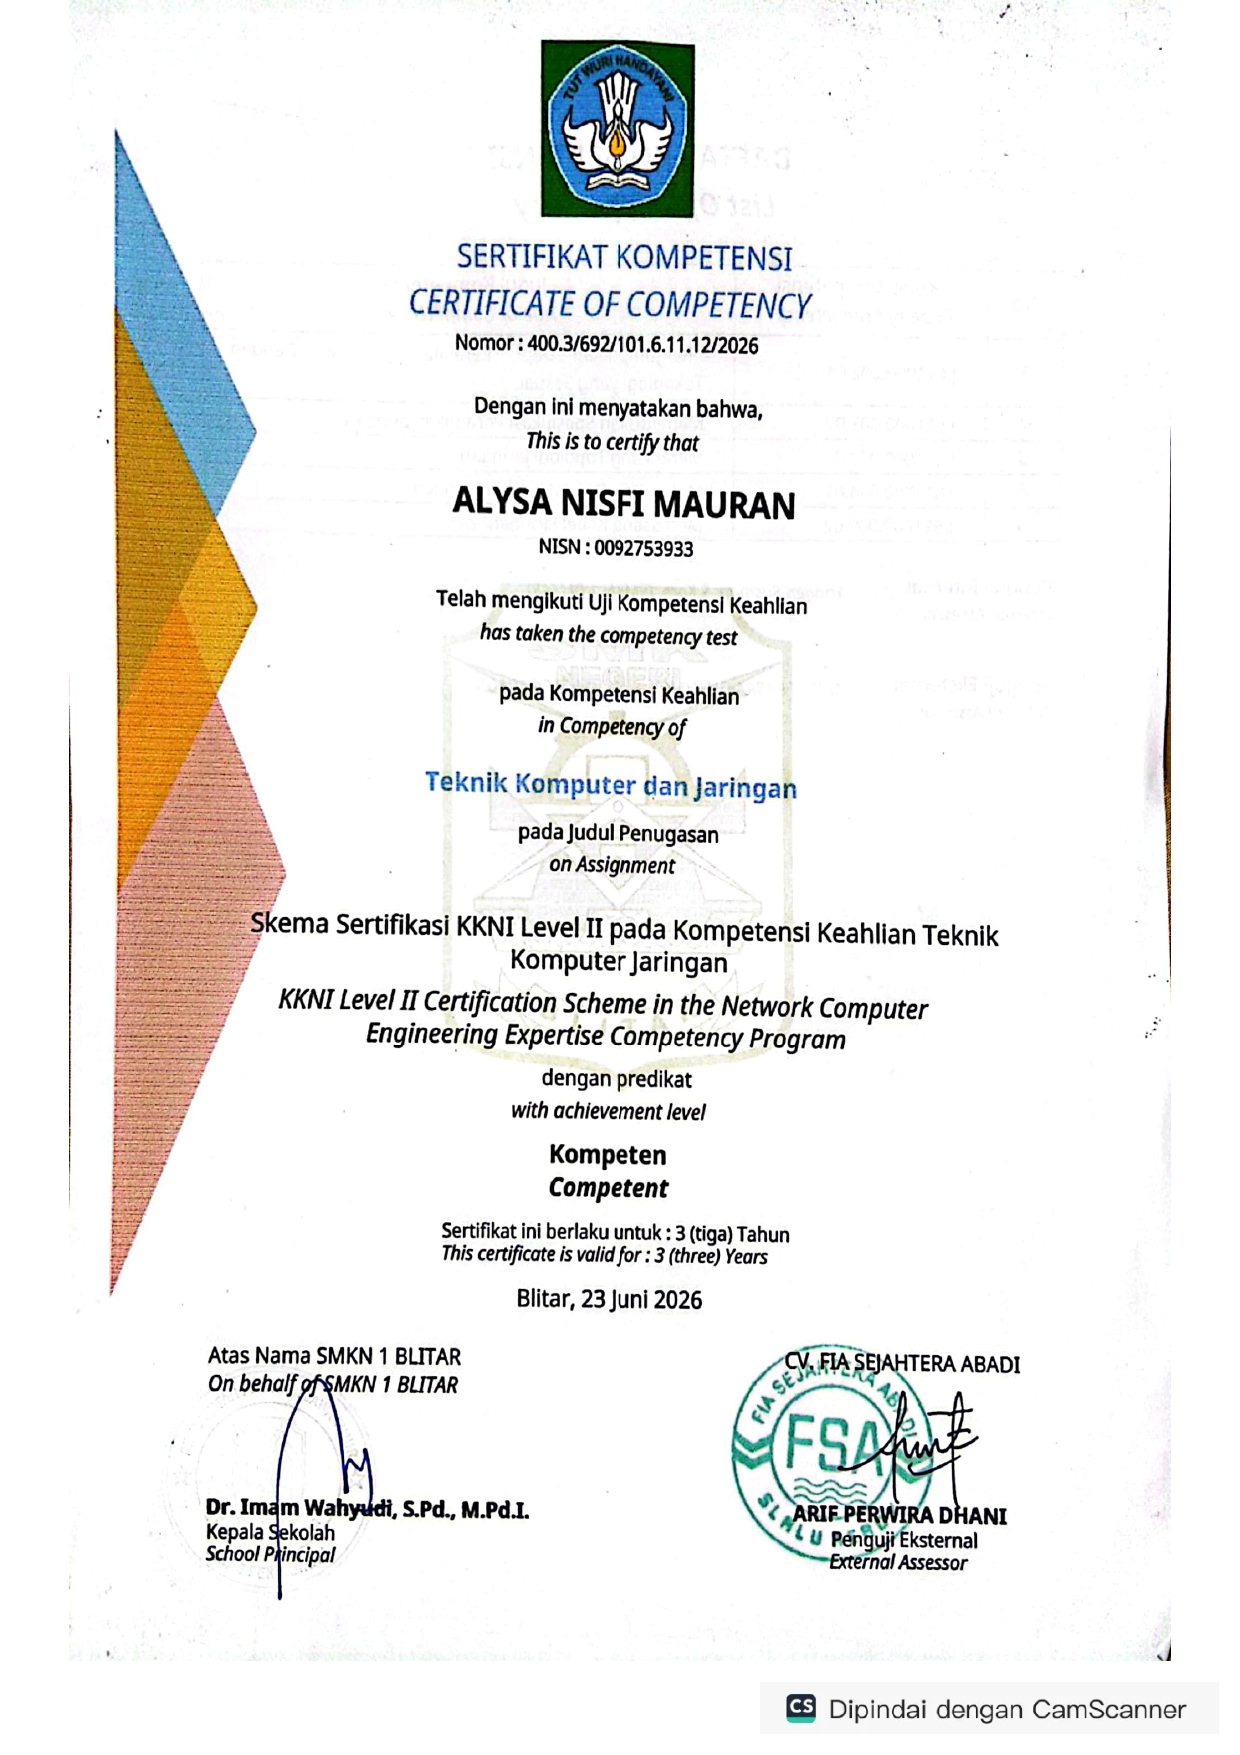 TUT WURI HANDAYANI
SERTIFIKAT KOMPETENSI
CERTIFICATE OF COMPETENCY
Nomor : 400.3/692/101.6.11.12/2026
Dengan ini menyatakan bahwa,
This is to certify that
ALYSA NISFI MAURAN
NISN : 0092753933
Telah mengikuti Uji Kompetensi Keahlian
has taken the competency test
pada Kompetensi Keahlian
in Competency of
Teknik Komputer dan Jaringan
pada Judul Penugasan
on Assignment
Skema Sertifikasi KKNI Level II pada Kompetensi Keahlian Teknik
Komputer Jaringan
KKNI Level II Certification Scheme in the Network Computer
Engineering Expertise Competency Program
dengan predikat
with achievement level
Kompeten
Competent
Sertifikat ini berlaku untuk : 3 (tiga) Tahun
This certificate is valid for : 3 (three) Years
Blitar, 23 Juni 2026
Atas Nama SMKN 1 BLITAR
On behalf of SMKN 1 BLITAR
Dr. Imam Wahyudi, S.Pd., M.Pd.I.
Kepala Sekolah
School Principal
CV. FIA SEJAHTERA ABADI
FIA SEJAHTERA ABADI
FSA
ARIF PERWIRA DHANI
Penguji Eksternal
External Assessor
CS Dipindai dengan CamScanner